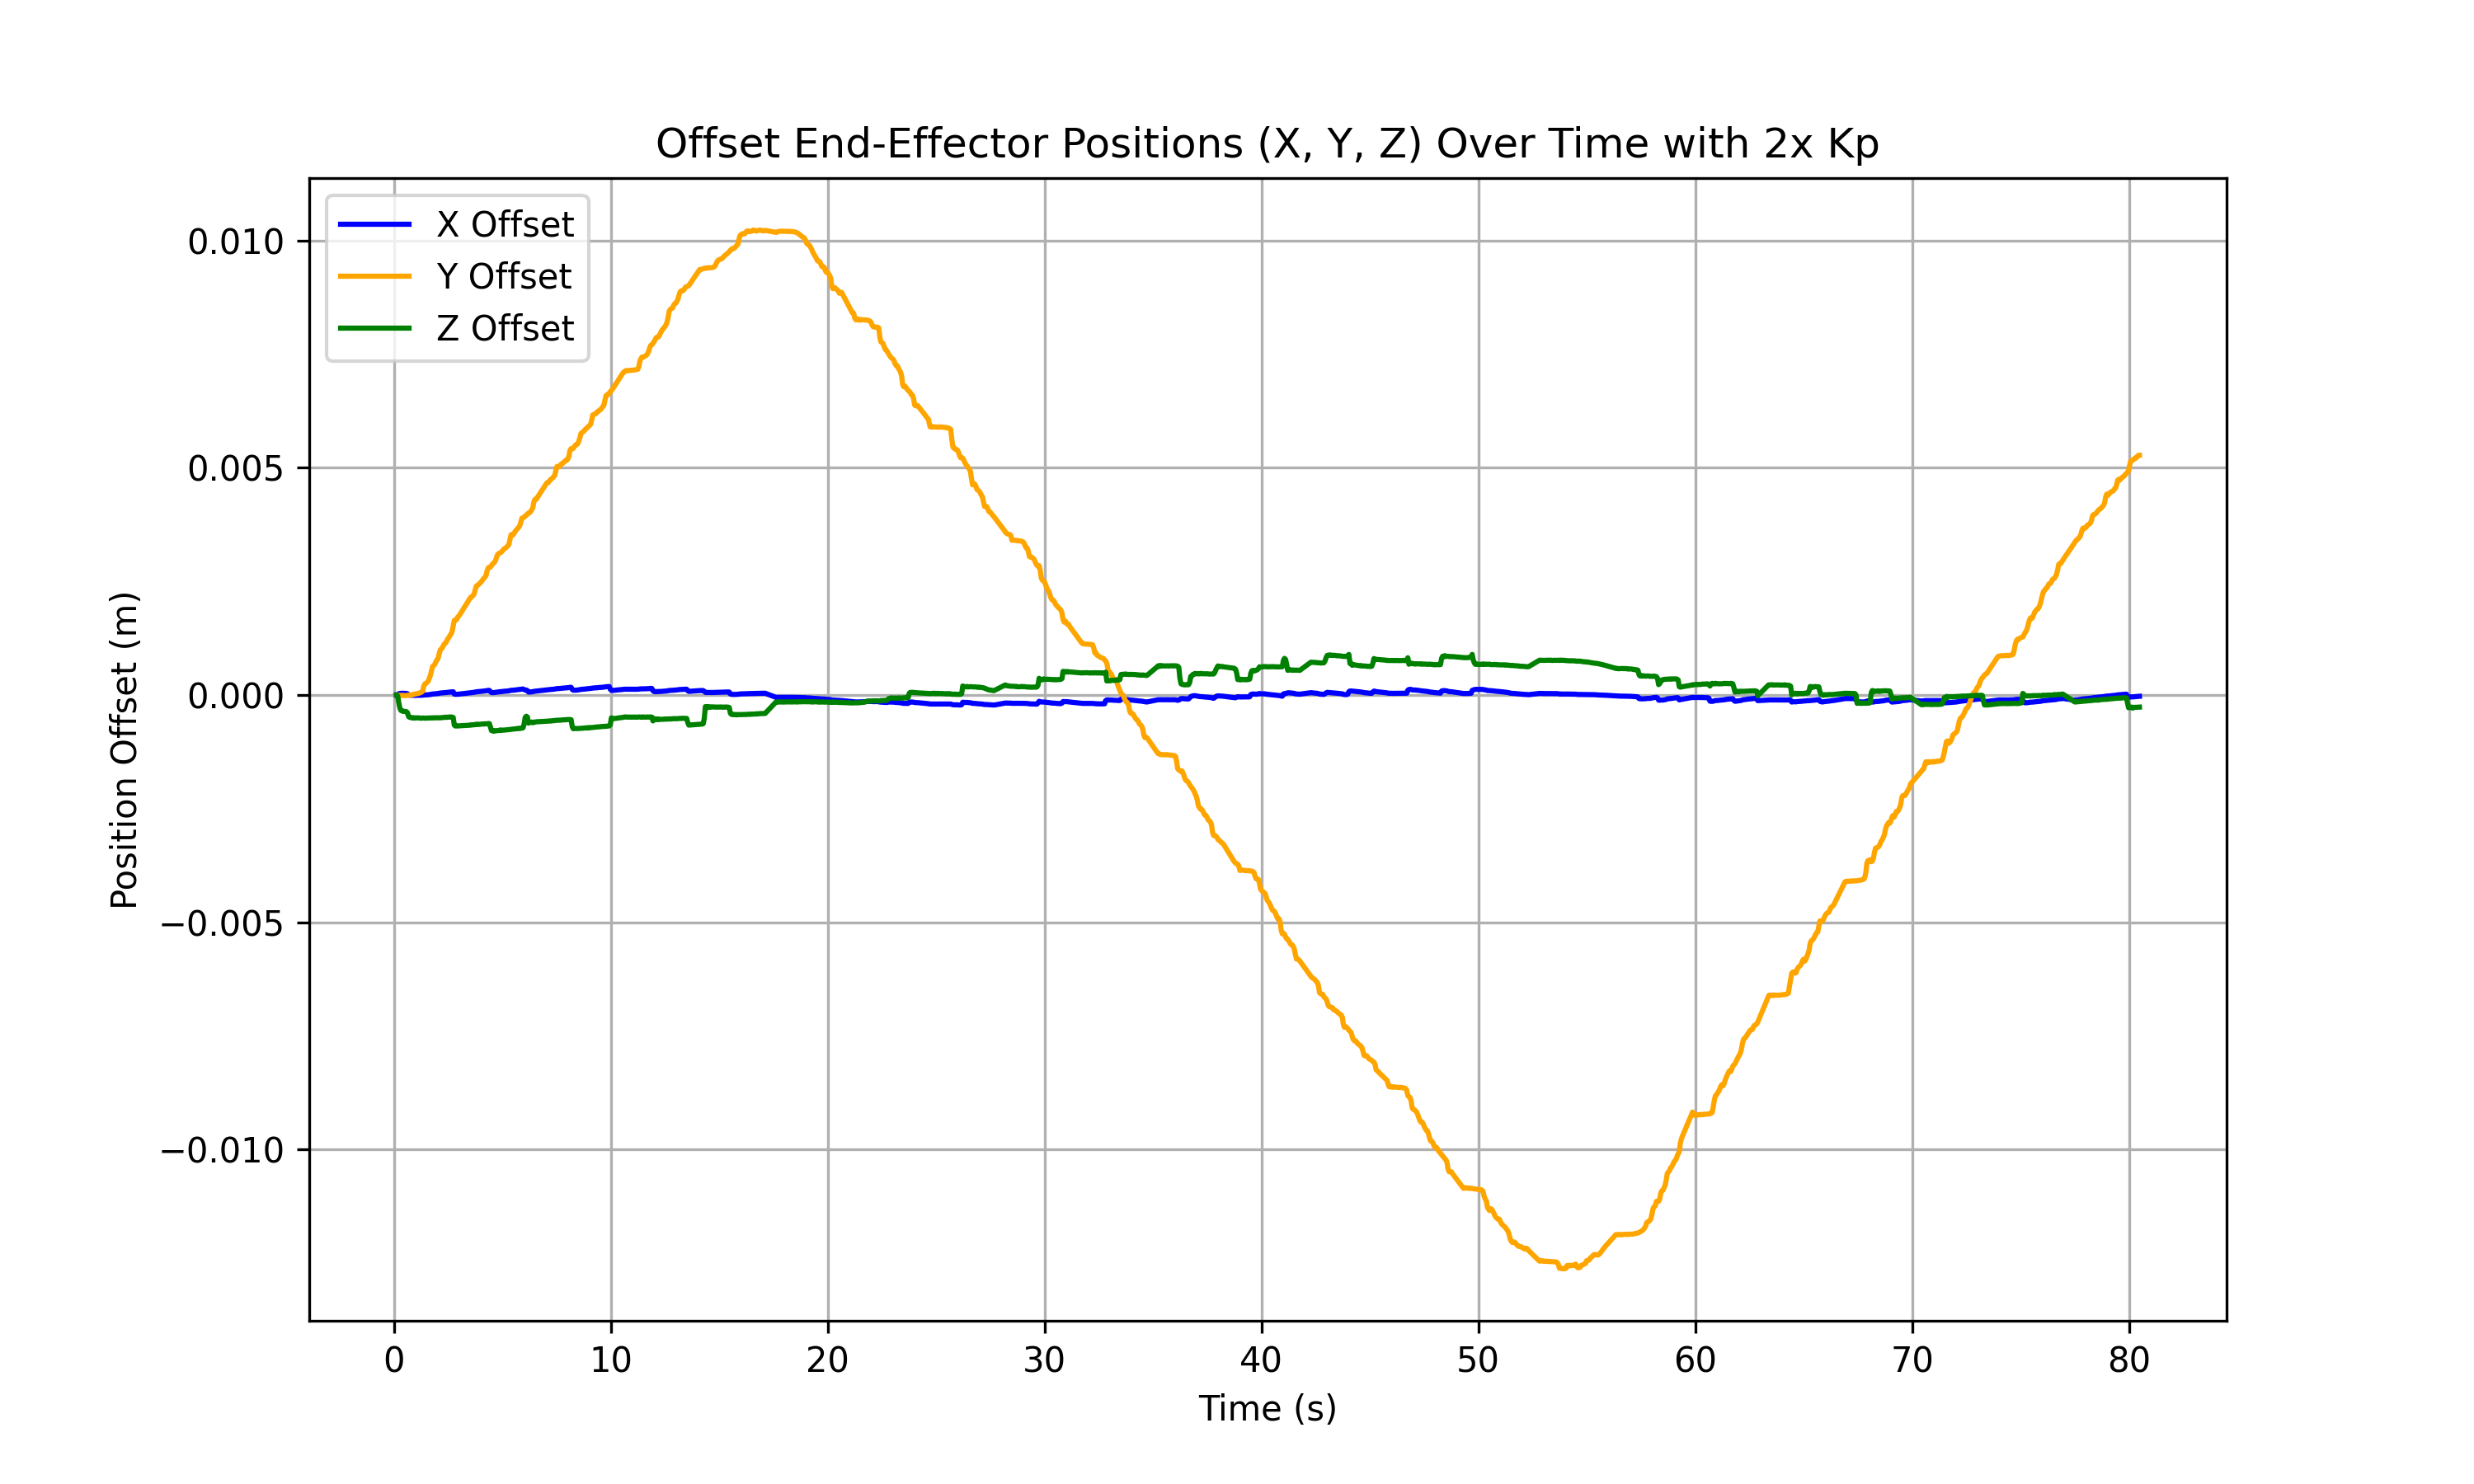 Offset End-Effector Positions (X, Y, Z) Over Time with 2x Kp
X Offset
Y Offset
Z Offset
0.010
0.005
0.000
−0.005
−0.010
Position Offset (m)
0 10 20 30 40 50 60 70 80
Time (s)